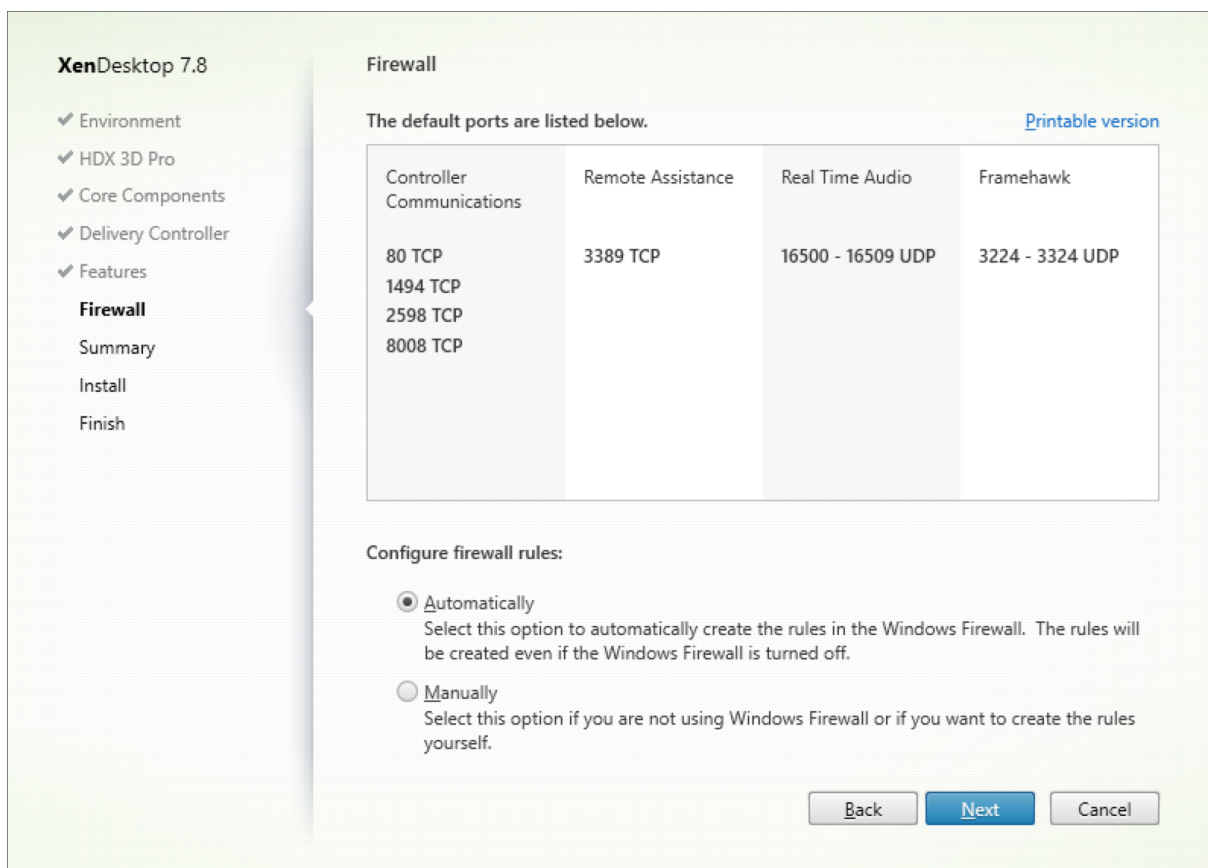 XenDesktop 7.8
Environment
HDX 3D Pro
Core Components
Delivery Controller
Features
Firewall
Summary
Install
Finish
Firewall
The default ports are listed below.
Printable version
Controller
Communications
80 TCP
1494 TCP
2598 TCP
8008 TCP
Remote Assistance
3389 TCP
Real Time Audio
16500 - 16509 UDP
Framehawk
3224 - 3324 UDP
Configure firewall rules:
Automatically
Select this option to automatically create the rules in the Windows Firewall. The rules will
be created even if the Windows Firewall is turned off.
Manually
Select this option if you are not using Windows Firewall or if you want to create the rules
yourself.
Back
Next
Cancel